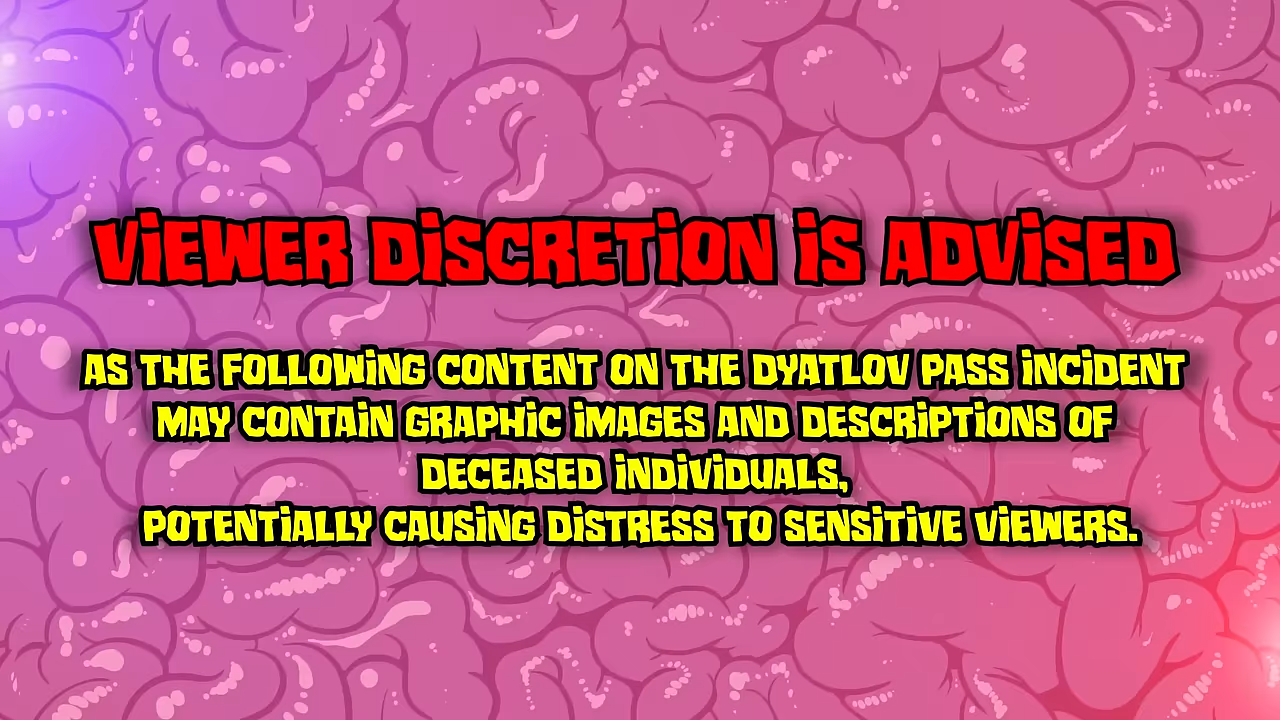 VIEWER DISCRETION IS ADVISED
AS THE FOLLOWING CONTENT ON THE DYATLOV PASS INCIDENT
MAY CONTAIN GRAPHIC IMAGES AND DESCRIPTIONS OF
DECEASED INDIVIDUALS,
POTENTIALLY CAUSING DISTRESS TO SENSITIVE VIEWERS.